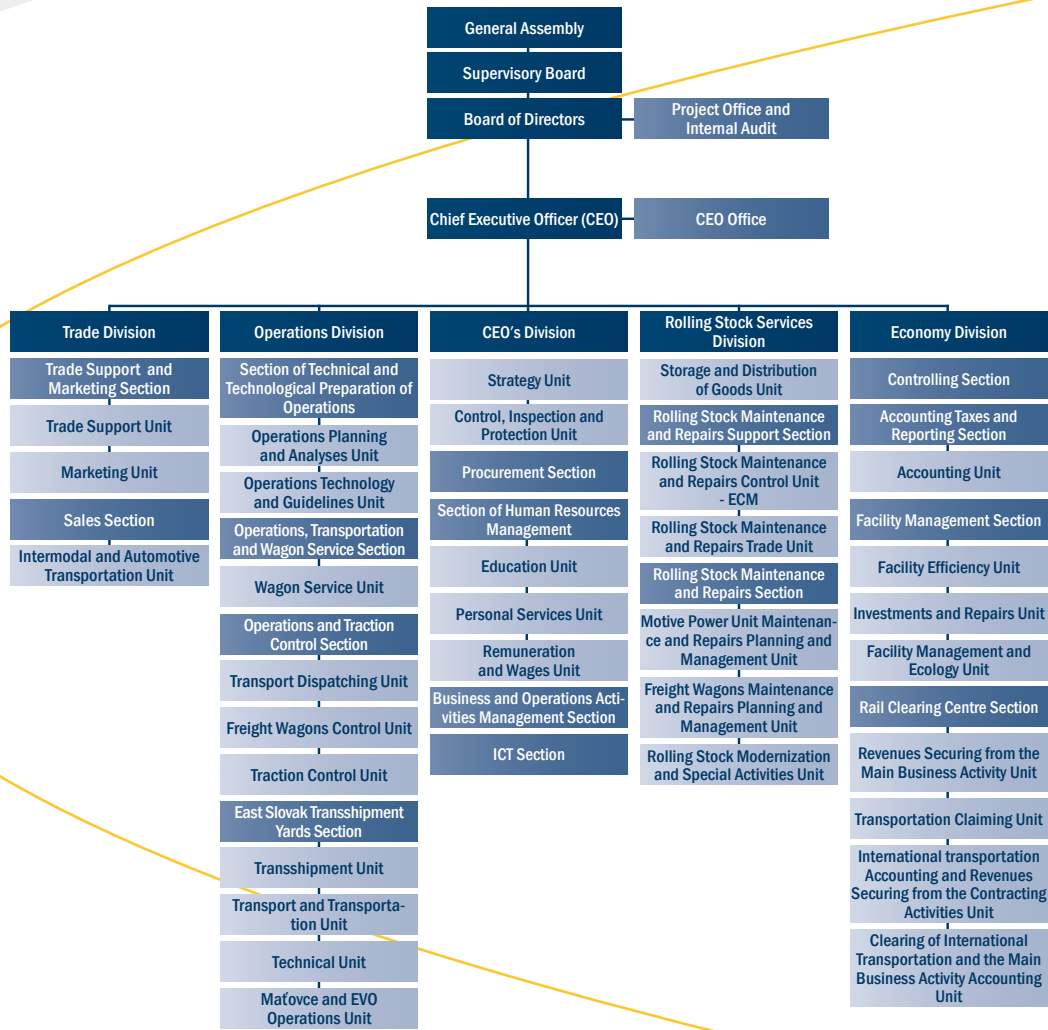 General Assembly
Supervisory Board
Board of Directors
Project Office and
Internal Audit
Chief Executive Officer (CEO)
CEO Office
Trade Division
Trade Support and
Marketing Section
Trade Support Unit
Marketing Unit
Sales Section
Intermodal and Automotive
Transportation Unit
Operations Division
Section of Technical and
Technological Preparation of
Operations
Operations Planning
and Analyses Unit
Operations Technology
and Guidelines Unit
Operations, Transportation
and Wagon Service Section
Wagon Service Unit
Operations and Traction
Control Section
Transport Dispatching Unit
Freight Wagons Control Unit
Traction Control Unit
East Slovak Transshipment
Yards Section
Transshipment Unit
Transport and Transporta-
tion Unit
Technical Unit
Maťovce and EVO
Operations Unit
CEO's Division
Strategy Unit
Control, Inspection and
Protection Unit
Procurement Section
Section of Human Resources
Management
Education Unit
Personal Services Unit
Remuneration
and Wages Unit
Business and Operations Acti-
vities Management Section
ICT Section
Rolling Stock Services
Division
Storage and Distribution
of Goods Unit
Rolling Stock Maintenance
and Repairs Support Section
Rolling Stock Maintenance
and Repairs Control Unit
- ECM
Rolling Stock Maintenance
and Repairs Trade Unit
Rolling Stock Maintenance
and Repairs Section
Motive Power Unit Maintenan-
ce and Repairs Planning and
Management Unit
Freight Wagons Maintenance
and Repairs Planning and
Management Unit
Rolling Stock Modernization
and Special Activities Unit
Economy Division
Controlling Section
Accounting Taxes and
Reporting Section
Accounting Unit
Facility Management Section
Facility Efficiency Unit
Investments and Repairs Unit
Facility Management and
Ecology Unit
Rail Clearing Centre Section
Revenues Securing from the
Main Business Activity Unit
Transportation Claiming Unit
International transportation
Accounting and Revenues
Securing from the Contracting
Activities Unit
Clearing of International
Transportation and the Main
Business Activity Accounting
Unit